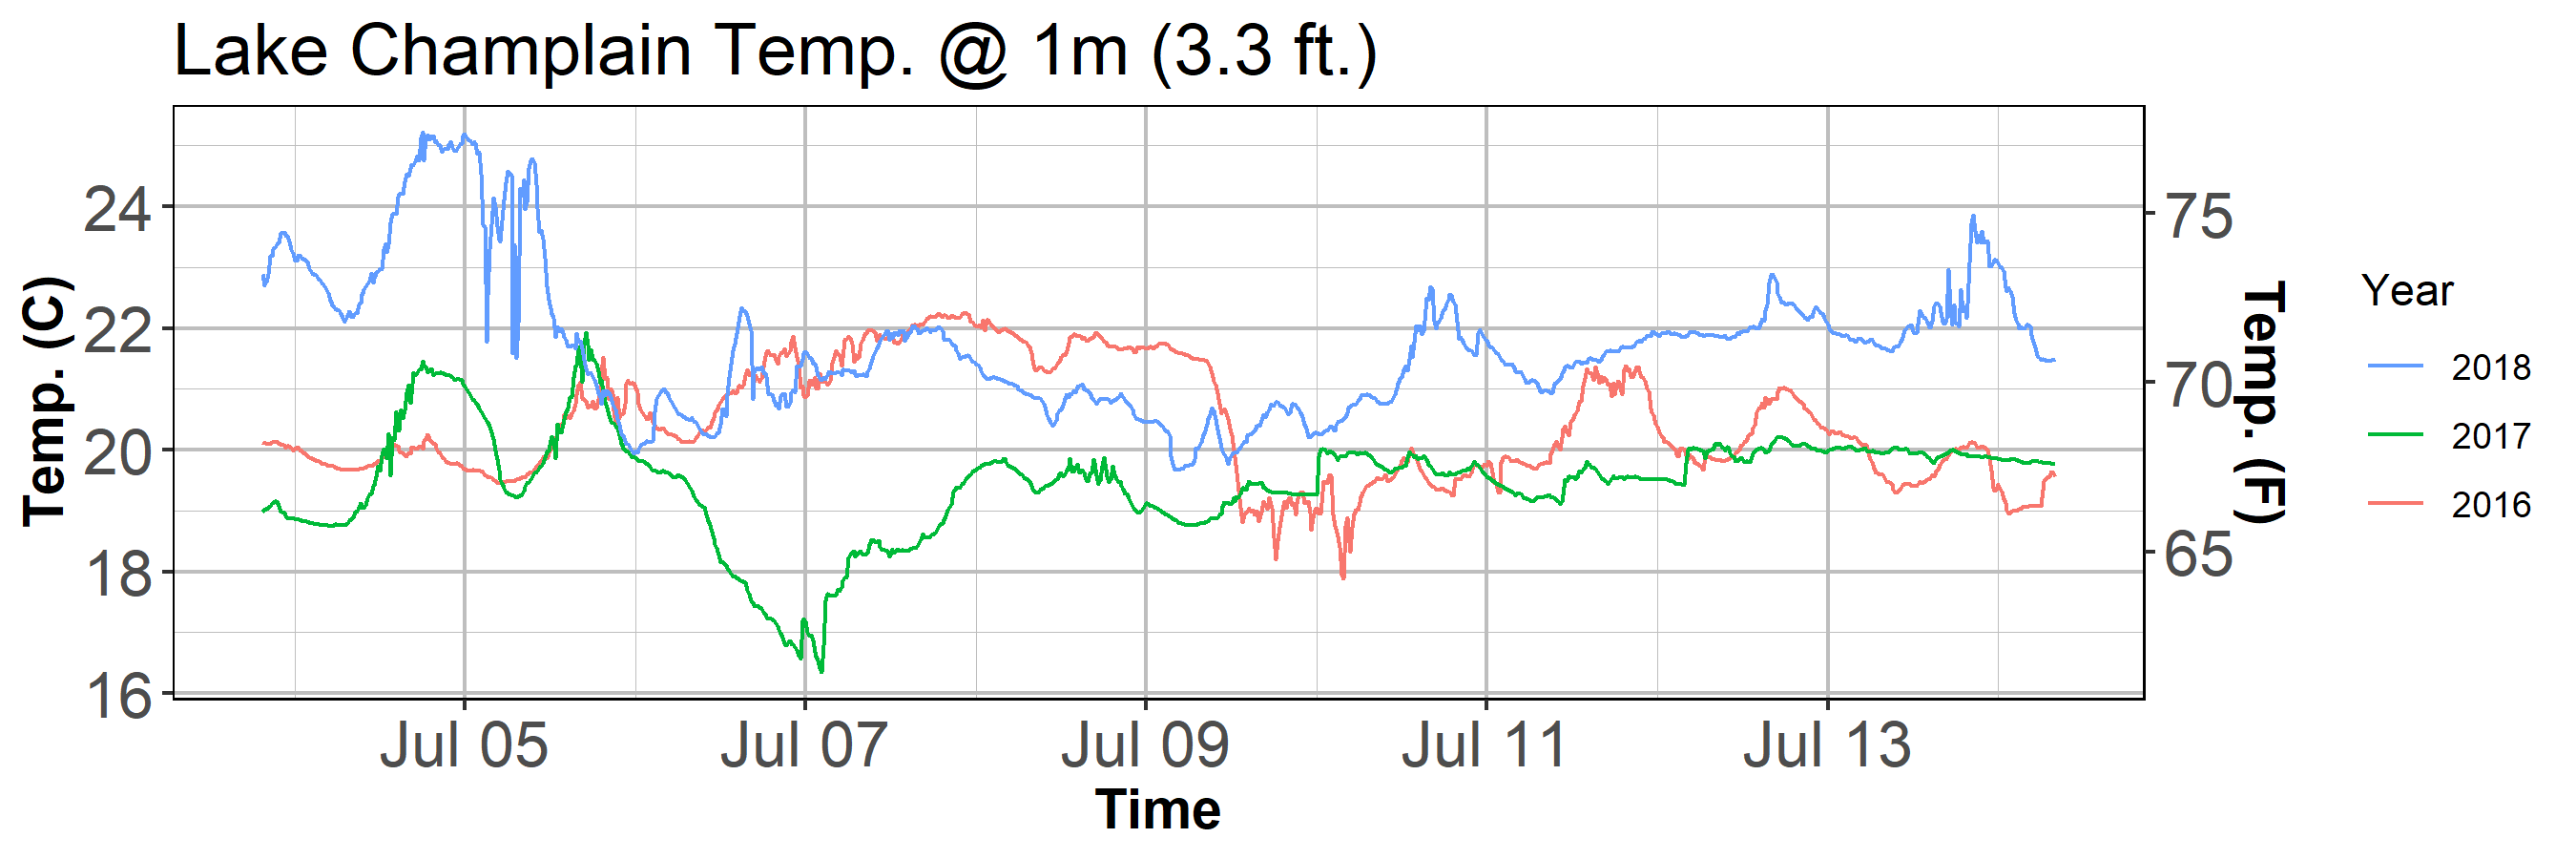 Lake Champlain Temp. @ 1m (3.3 ft.)
Temp. (C)
24
22
20
18
16
75
70
65
Temp. (F)
Jul 05 Jul 07 Jul 09 Jul 11 Jul 13
Time
Year
2018
2017
2016